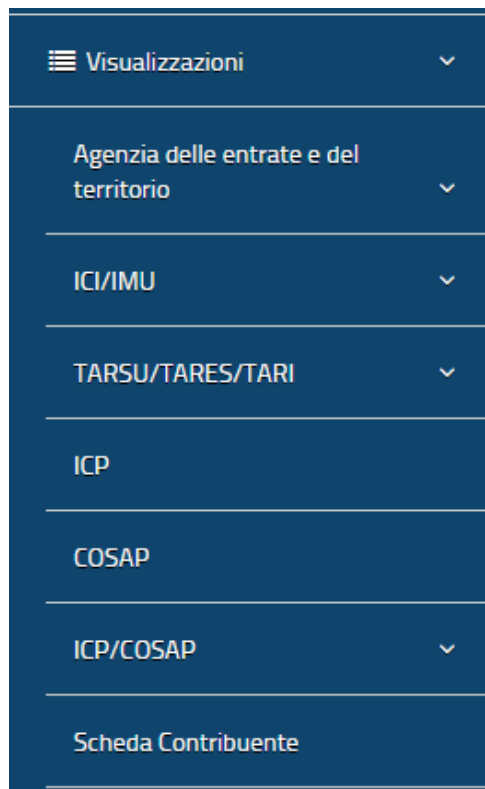 Visualizzazioni
Agenzia delle entrate e del
territorio
ICI/IMU
TARSU/TARES/TARI
ICP
COSAP
ICP/COSAP
Scheda Contribuente